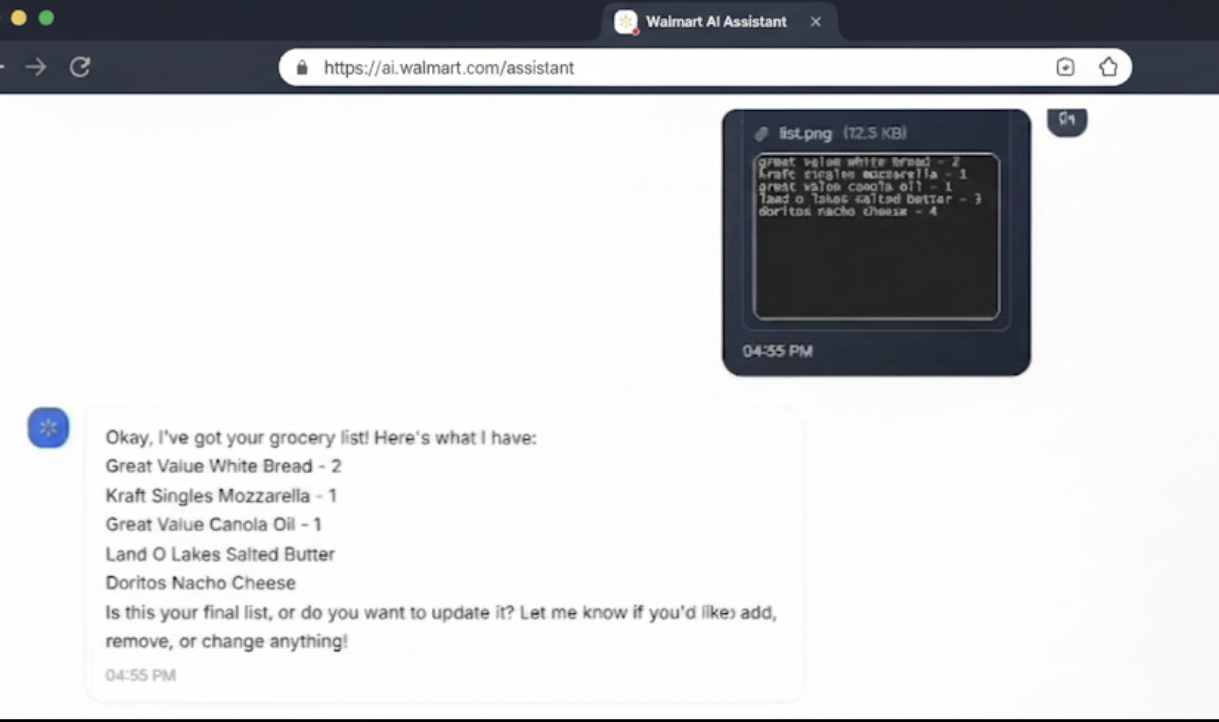 Walmart AI Assistant
https://ai.walmart.com/assistant
list.png (12.5 KB)
great value white bread - 2
kraft singles mozzarella - 1
great value canola oil - 1
land o lakes salted butter - 3
doritos nacho cheese - 4
04:55 PM
Okay, I've got your grocery list! Here's what I have:
Great Value White Bread - 2
Kraft Singles Mozzarella - 1
Great Value Canola Oil - 1
Land O Lakes Salted Butter
Doritos Nacho Cheese
Is this your final list, or do you want to update it? Let me know if you'd like add,
remove, or change anything!
04:55 PM